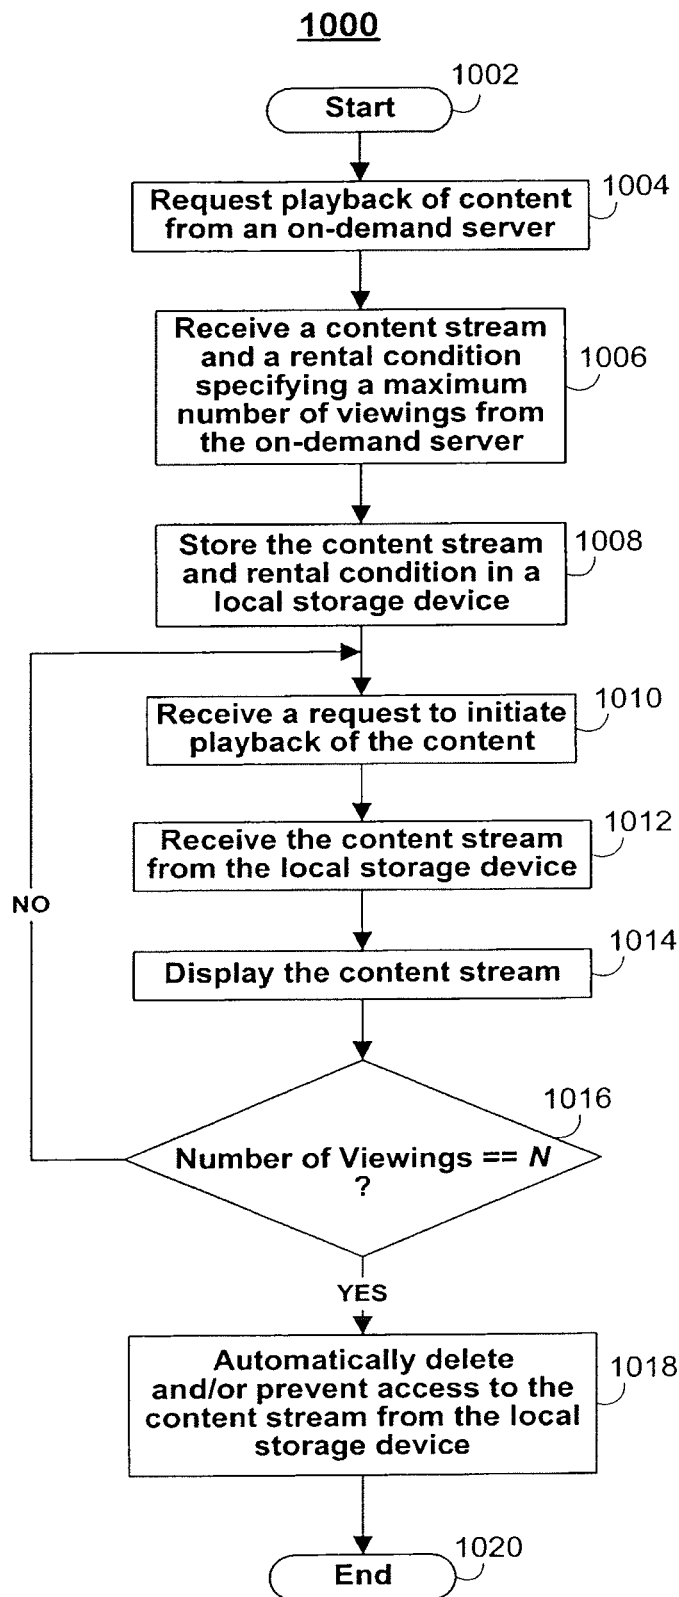 1000
1002
Start
1004
Request playback of content
from an on-demand server
Receive a content stream
and a rental condition
specifying a maximum
number of viewings from
the on-demand server
1006
Store the content stream
and rental condition in a
local storage device
1008
1010
Receive a request to initiate
playback of the content
1012
Receive the content stream
from the local storage device
NO
1014
Display the content stream
1016
Number of Viewings == N
?
YES
Automatically delete
and/or prevent access to the
content stream from the local
storage device
1018
1020
End